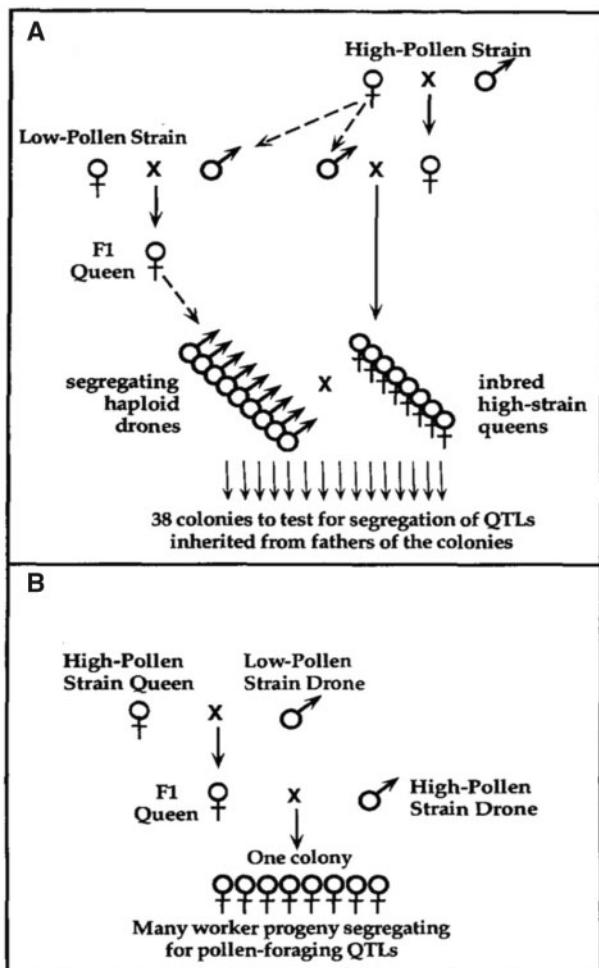 A
High-Pollen Strain
X
Low-Pollen Strain
X
X
F1
Queen
segregating
haploid
drones
X
inbred
high-strain
queens
38 colonies to test for segregation of QTLs
inherited from fathers of the colonies
B
High-Pollen
Strain Queen
Low-Pollen
Strain Drone
X
F1
Queen
X
High-Pollen
Strain Drone
One colony
Many worker progeny segregating
for pollen-foraging QTLs